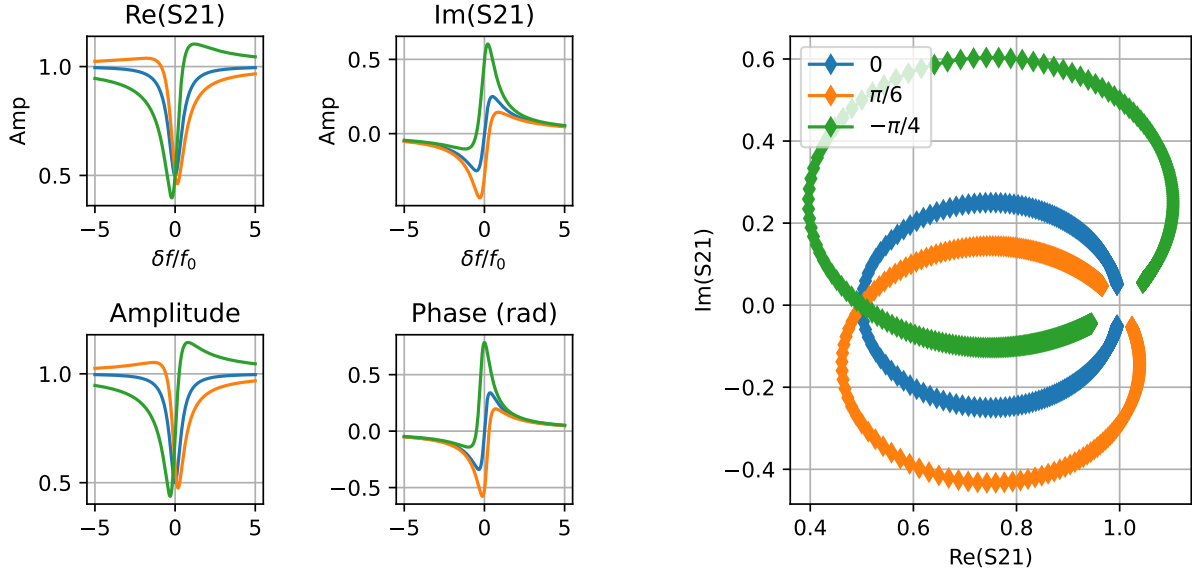 Re(S21)
Amp
1.0
0.5
−5 0 5
δf/f₀
Im(S21)
Amp
0.5
0.0
−5 0 5
δf/f₀
Amplitude
1.0
0.5
−5 0 5
Phase (rad)
0.5
0.0
−0.5
−5 0 5
Im(S21)
0.6
0.4
0.2
0.0
−0.2
−0.4
0
π/6
−π/4
0.4 0.6 0.8 1.0
Re(S21)